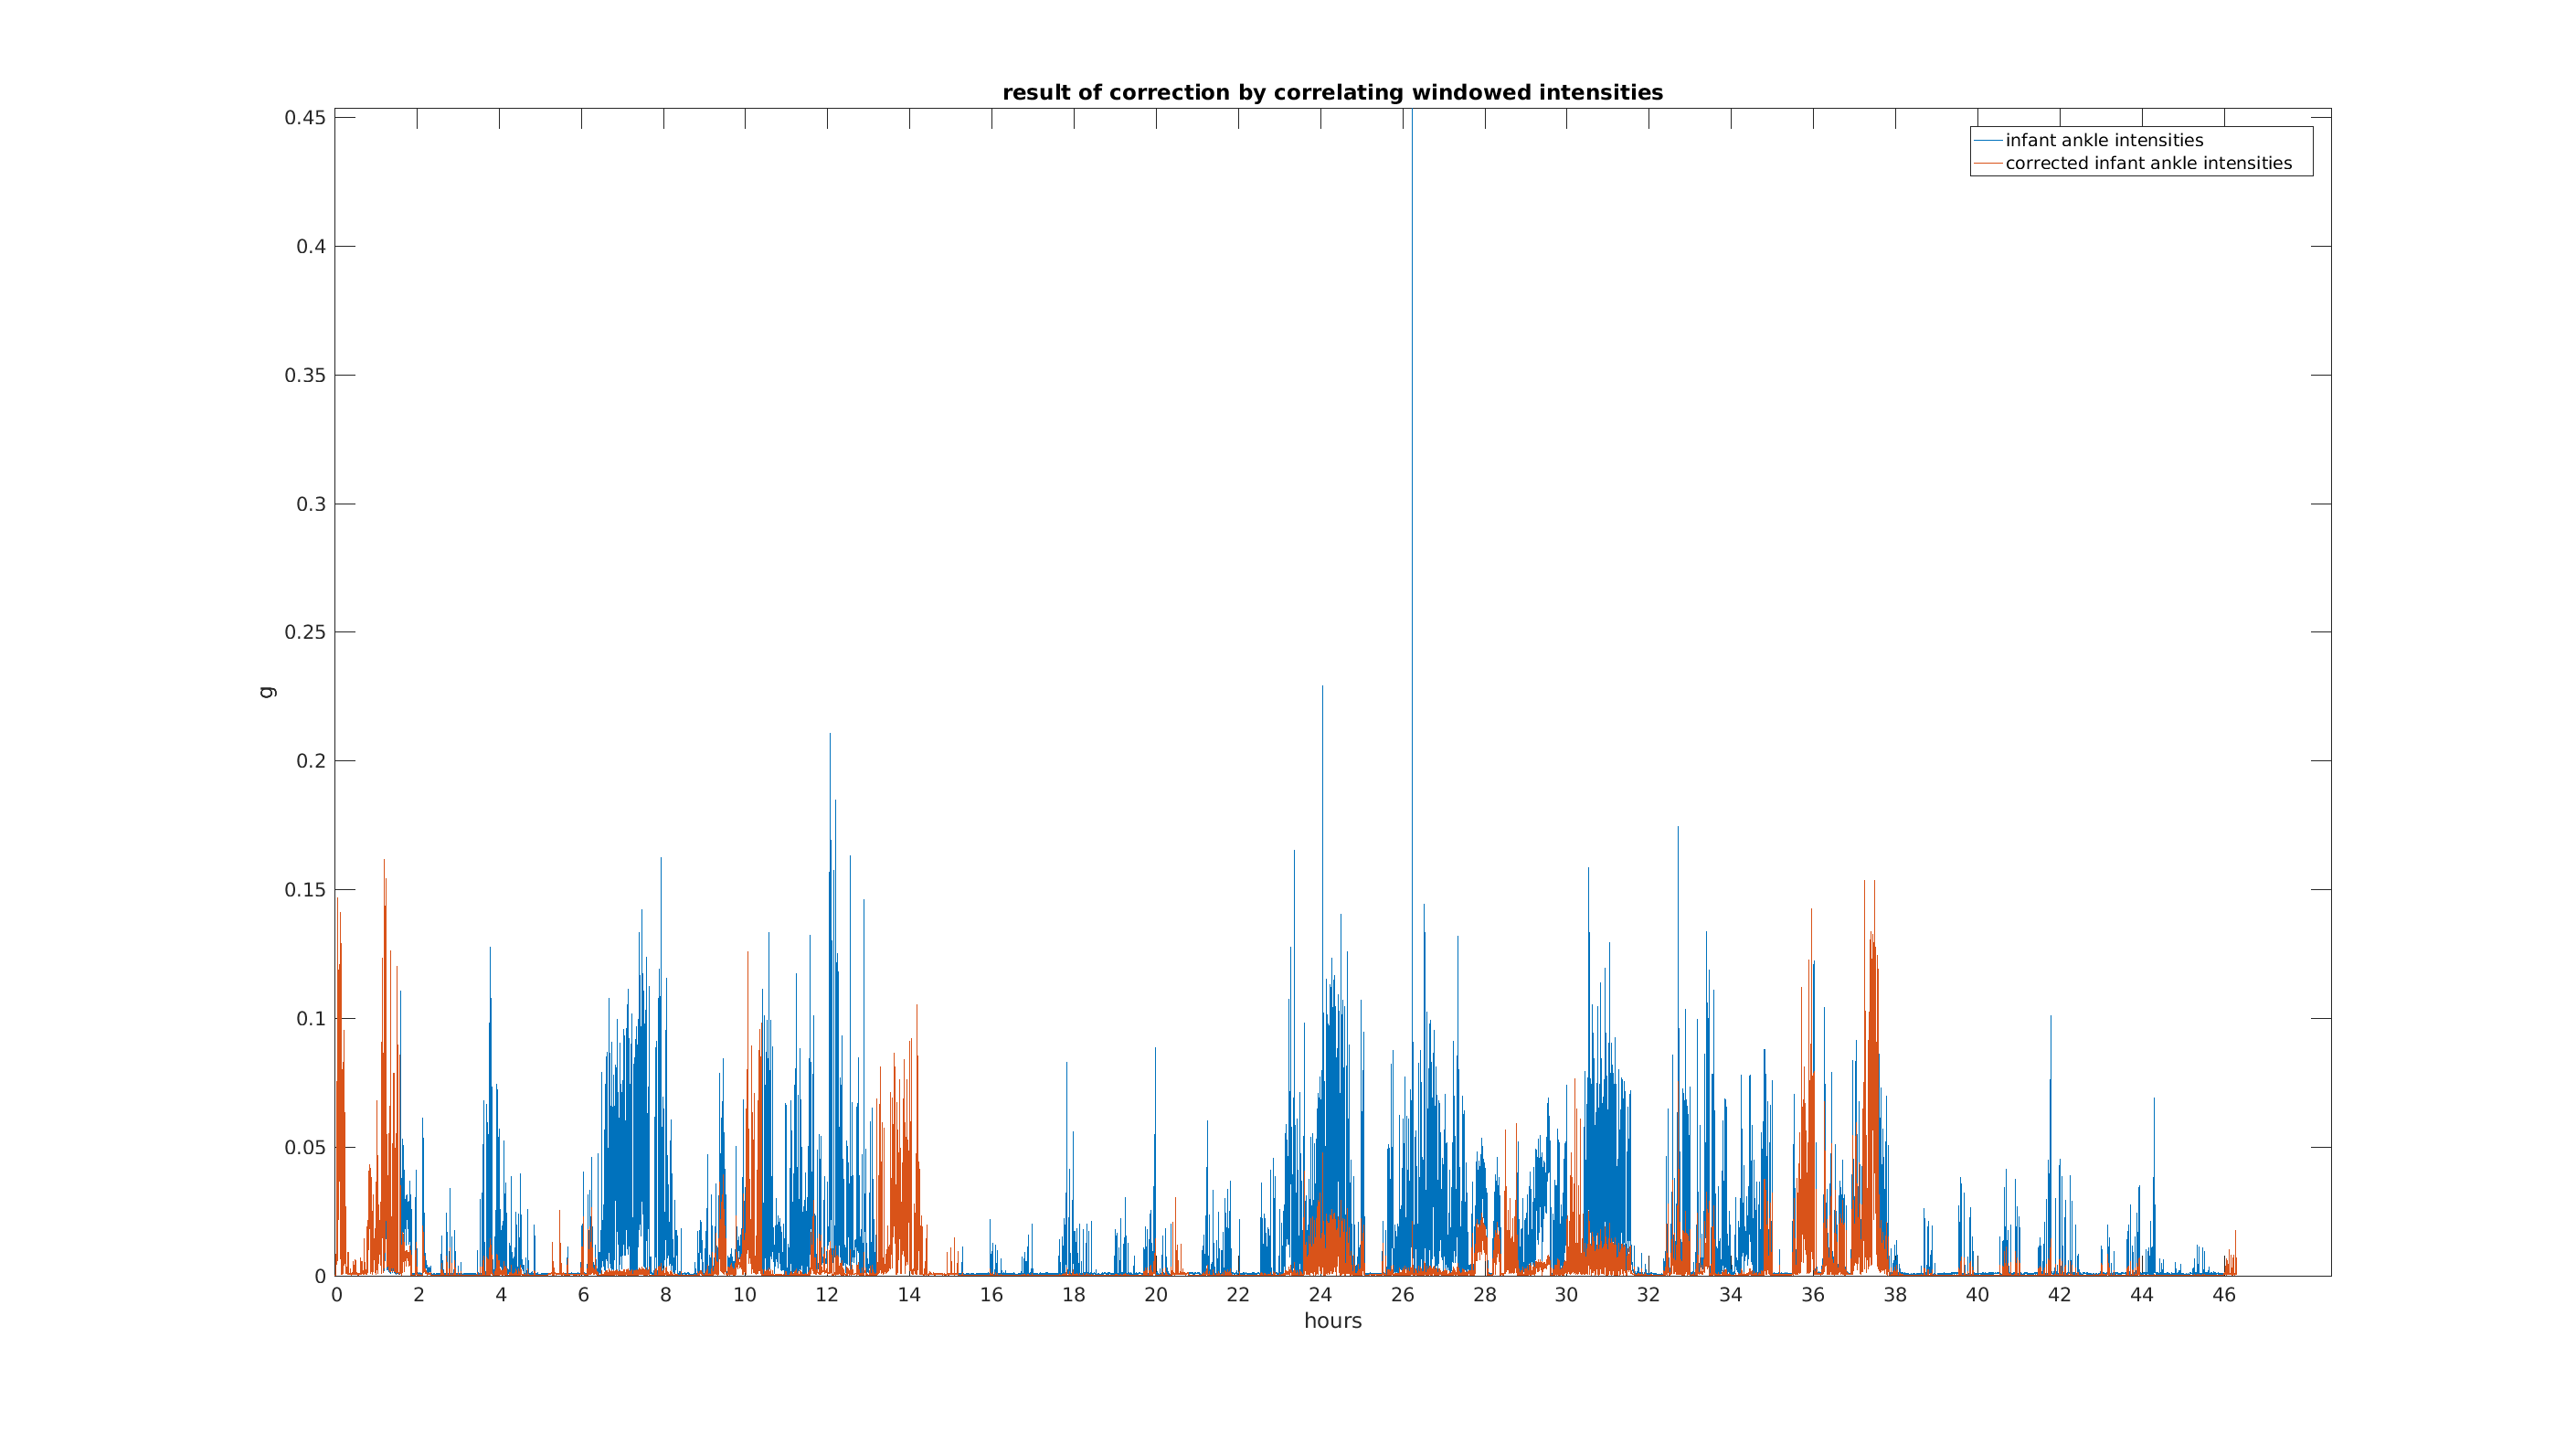 result of correction by correlating windowed intensities
infant ankle intensities
corrected infant ankle intensities
0.45
0.4
0.35
0.3
0.25
0.2
0.15
0.1
0.05
0
g
0 2 4 6 8 10 12 14 16 18 20 22 24 26 28 30 32 34 36 38 40 42 44 46
hours